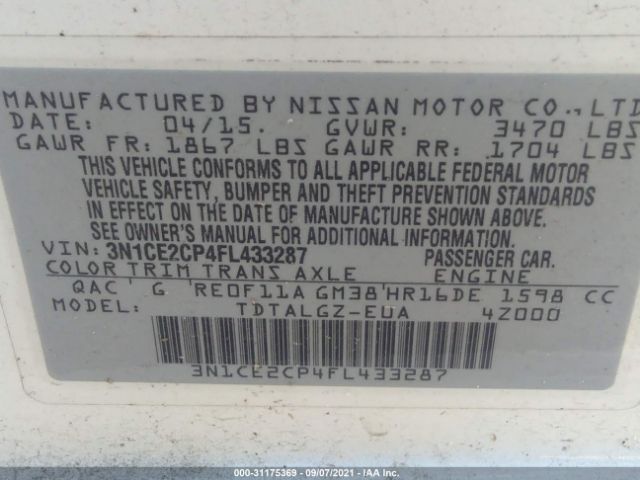 MANUFACTURED BY NISSAN MOTOR CO., LTD
DATE: 04/15. GVWR: 3470 LBS
GAWR FR: 1867 LBS GAWR RR: 1704 LBS
THIS VEHICLE CONFORMS TO ALL APPLICABLE FEDERAL MOTOR
VEHICLE SAFETY, BUMPER AND THEFT PREVENTION STANDARDS
IN EFFECT ON THE DATE OF MANUFACTURE SHOWN ABOVE.
SEE OWNER'S MANUAL FOR ADDITIONAL INFORMATION
VIN: 3N1CE2CP4FL433287 PASSENGER CAR.
COLOR TRIM TRANS AXLE ENGINE
QAC G RE0F11A GM38 HR16DE 1598 CC
MODEL: TDTALGZ-EUA 4Z000
3N1CE2CP4FL433287
000-31175369 - 09/07/2021 - IAA Inc.